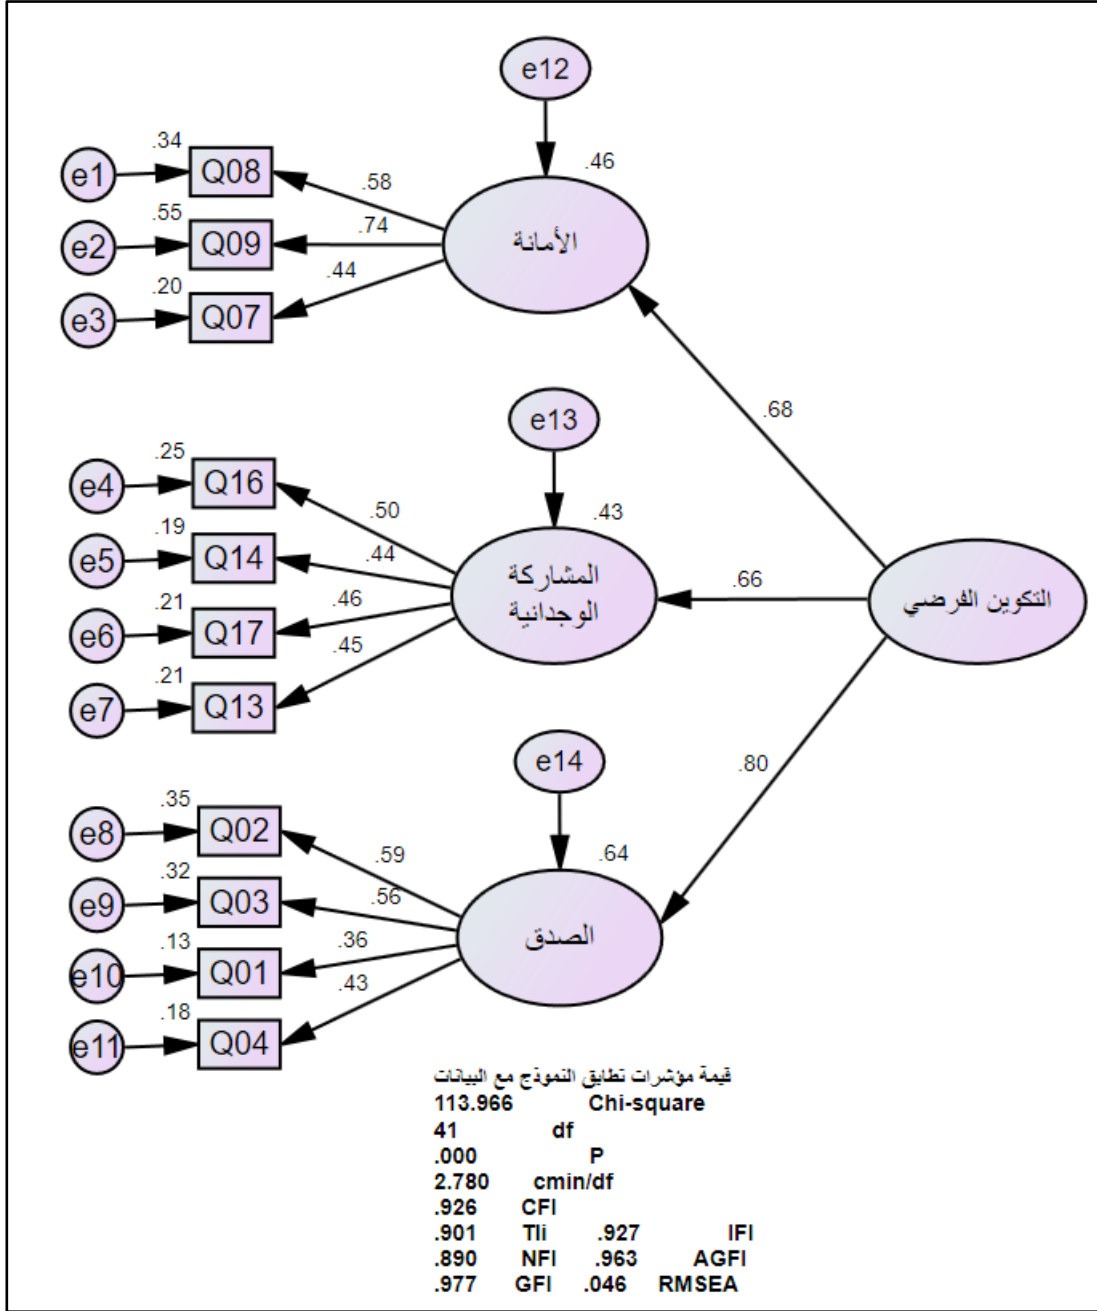 e12
.46
.34
e1
Q08
.58
الأمانة
.55
e2
Q09
.74
.20
e3
Q07
.44
.68
e13
.43
.25
e4
Q16
.50
المشاركة
الوجدانية
.19
e5
Q14
.44
.66
التكوين الفرضي
.21
e6
Q17
.46
.21
e7
Q13
.45
e14
.64
.80
.35
e8
Q02
.59
الصدق
.32
e9
Q03
.56
.13
e10
Q01
.36
.18
e11
Q04
.43
قيمة مؤشرات تطابق النموذج مع البيانات
113.966 Chi-square
41 df
.000 P
2.780 cmin/df
.926 CFI
.901 Tli .927 IFI
.890 NFI .963 AGFI
.977 GFI .046 RMSEA